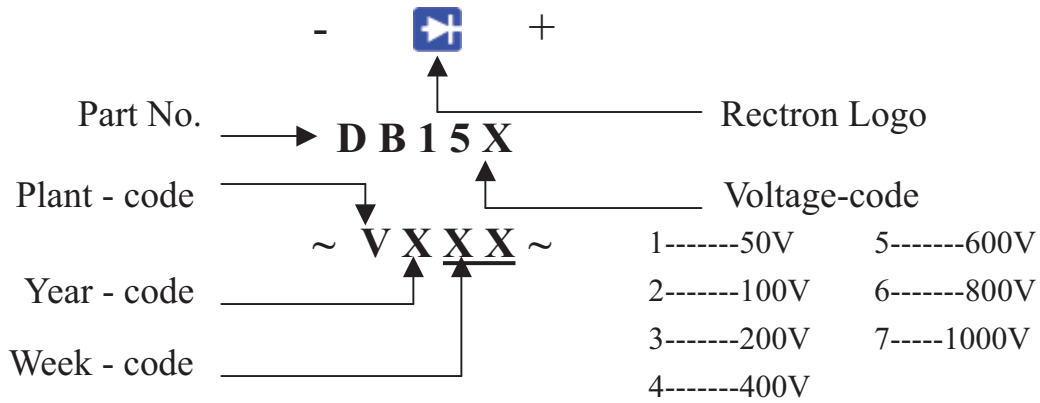 - +
Part No. Rectron Logo
D B 1 5 X
Plant - code Voltage-code
~ V X X X ~
1-------50V 5-------600V
Year - code
2-------100V 6-------800V
3-------200V 7-----1000V
Week - code
4-------400V